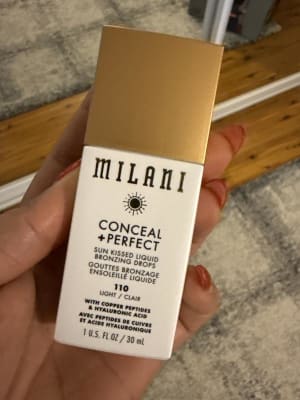 MILANI
CONCEAL
+PERFECT
SUN KISSED LIQUID
BRONZING DROPS
GOUTTES BRONZAGE
ENSOLEILLÉ LIQUIDE
110
LIGHT / CLAIR
WITH COPPER PEPTIDES
& HYALURONIC ACID
AVEC PEPTIDES DE CUIVRE
ET ACIDE HYALURONIQUE
1 U.S. FL OZ / 30 mL